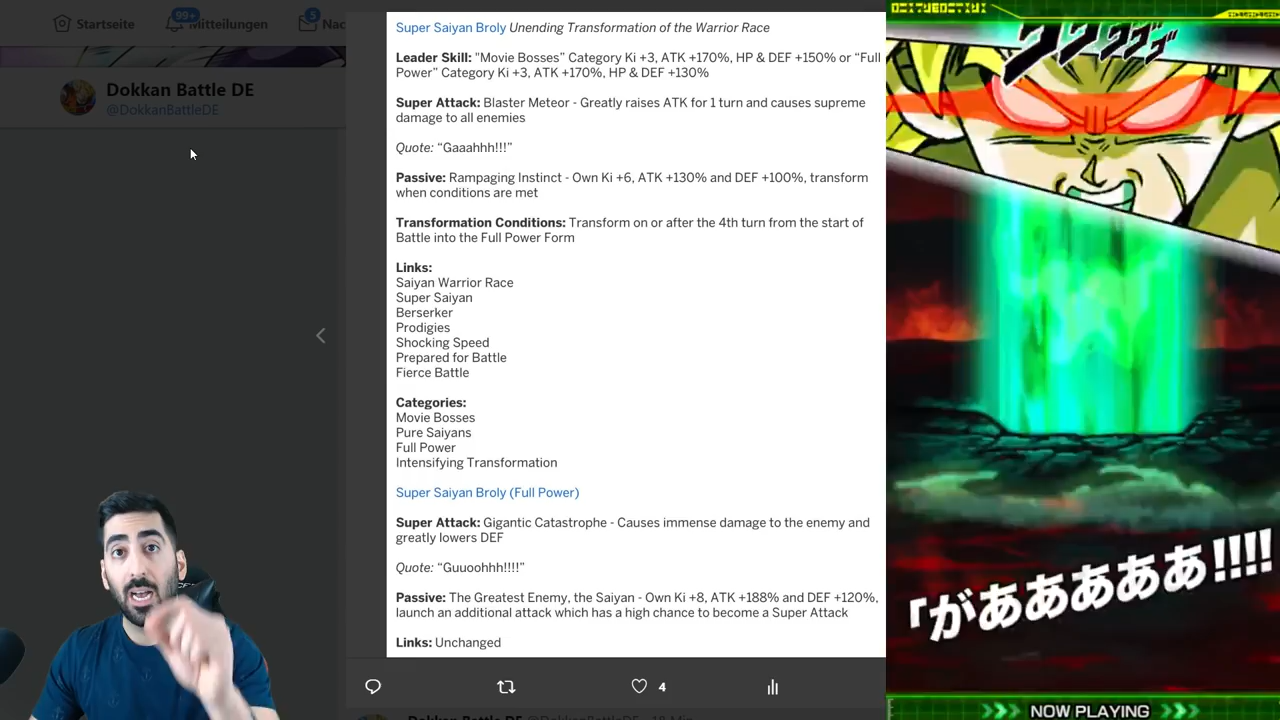 Startseite
99+
Mitteilungen
5
Nac
Dokkan Battle DE
@DokkanBattleDE
Super Saiyan Broly Unending Transformation of the Warrior Race
Leader Skill: "Movie Bosses” Category Ki +3, ATK +170%, HP & DEF +150% or “Full
Power” Category Ki +3, ATK +170%, HP & DEF +130%
Super Attack: Blaster Meteor - Greatly raises ATK for 1 turn and causes supreme
damage to all enemies
Quote: “Gaaahhh!!!”
Passive: Rampaging Instinct - Own Ki +6, ATK +130% and DEF +100%, transform
when conditions are met
Transformation Conditions: Transform on or after the 4th turn from the start of
Battle into the Full Power Form
Links:
Saiyan Warrior Race
Super Saiyan
Berserker
Prodigies
Shocking Speed
Prepared for Battle
Fierce Battle
Categories:
Movie Bosses
Pure Saiyans
Full Power
Intensifying Transformation
Super Saiyan Broly (Full Power)
Super Attack: Gigantic Catastrophe - Causes immense damage to the enemy and
greatly lowers DEF
Quote: “Guuoohhh!!!!”
Passive: The Greatest Enemy, the Saiyan - Own Ki +8, ATK +188% and DEF +120%,
launch an additional attack which has a high chance to become a Super Attack
Links: Unchanged
4
「がああああああ!!!!
NOW PLAYING